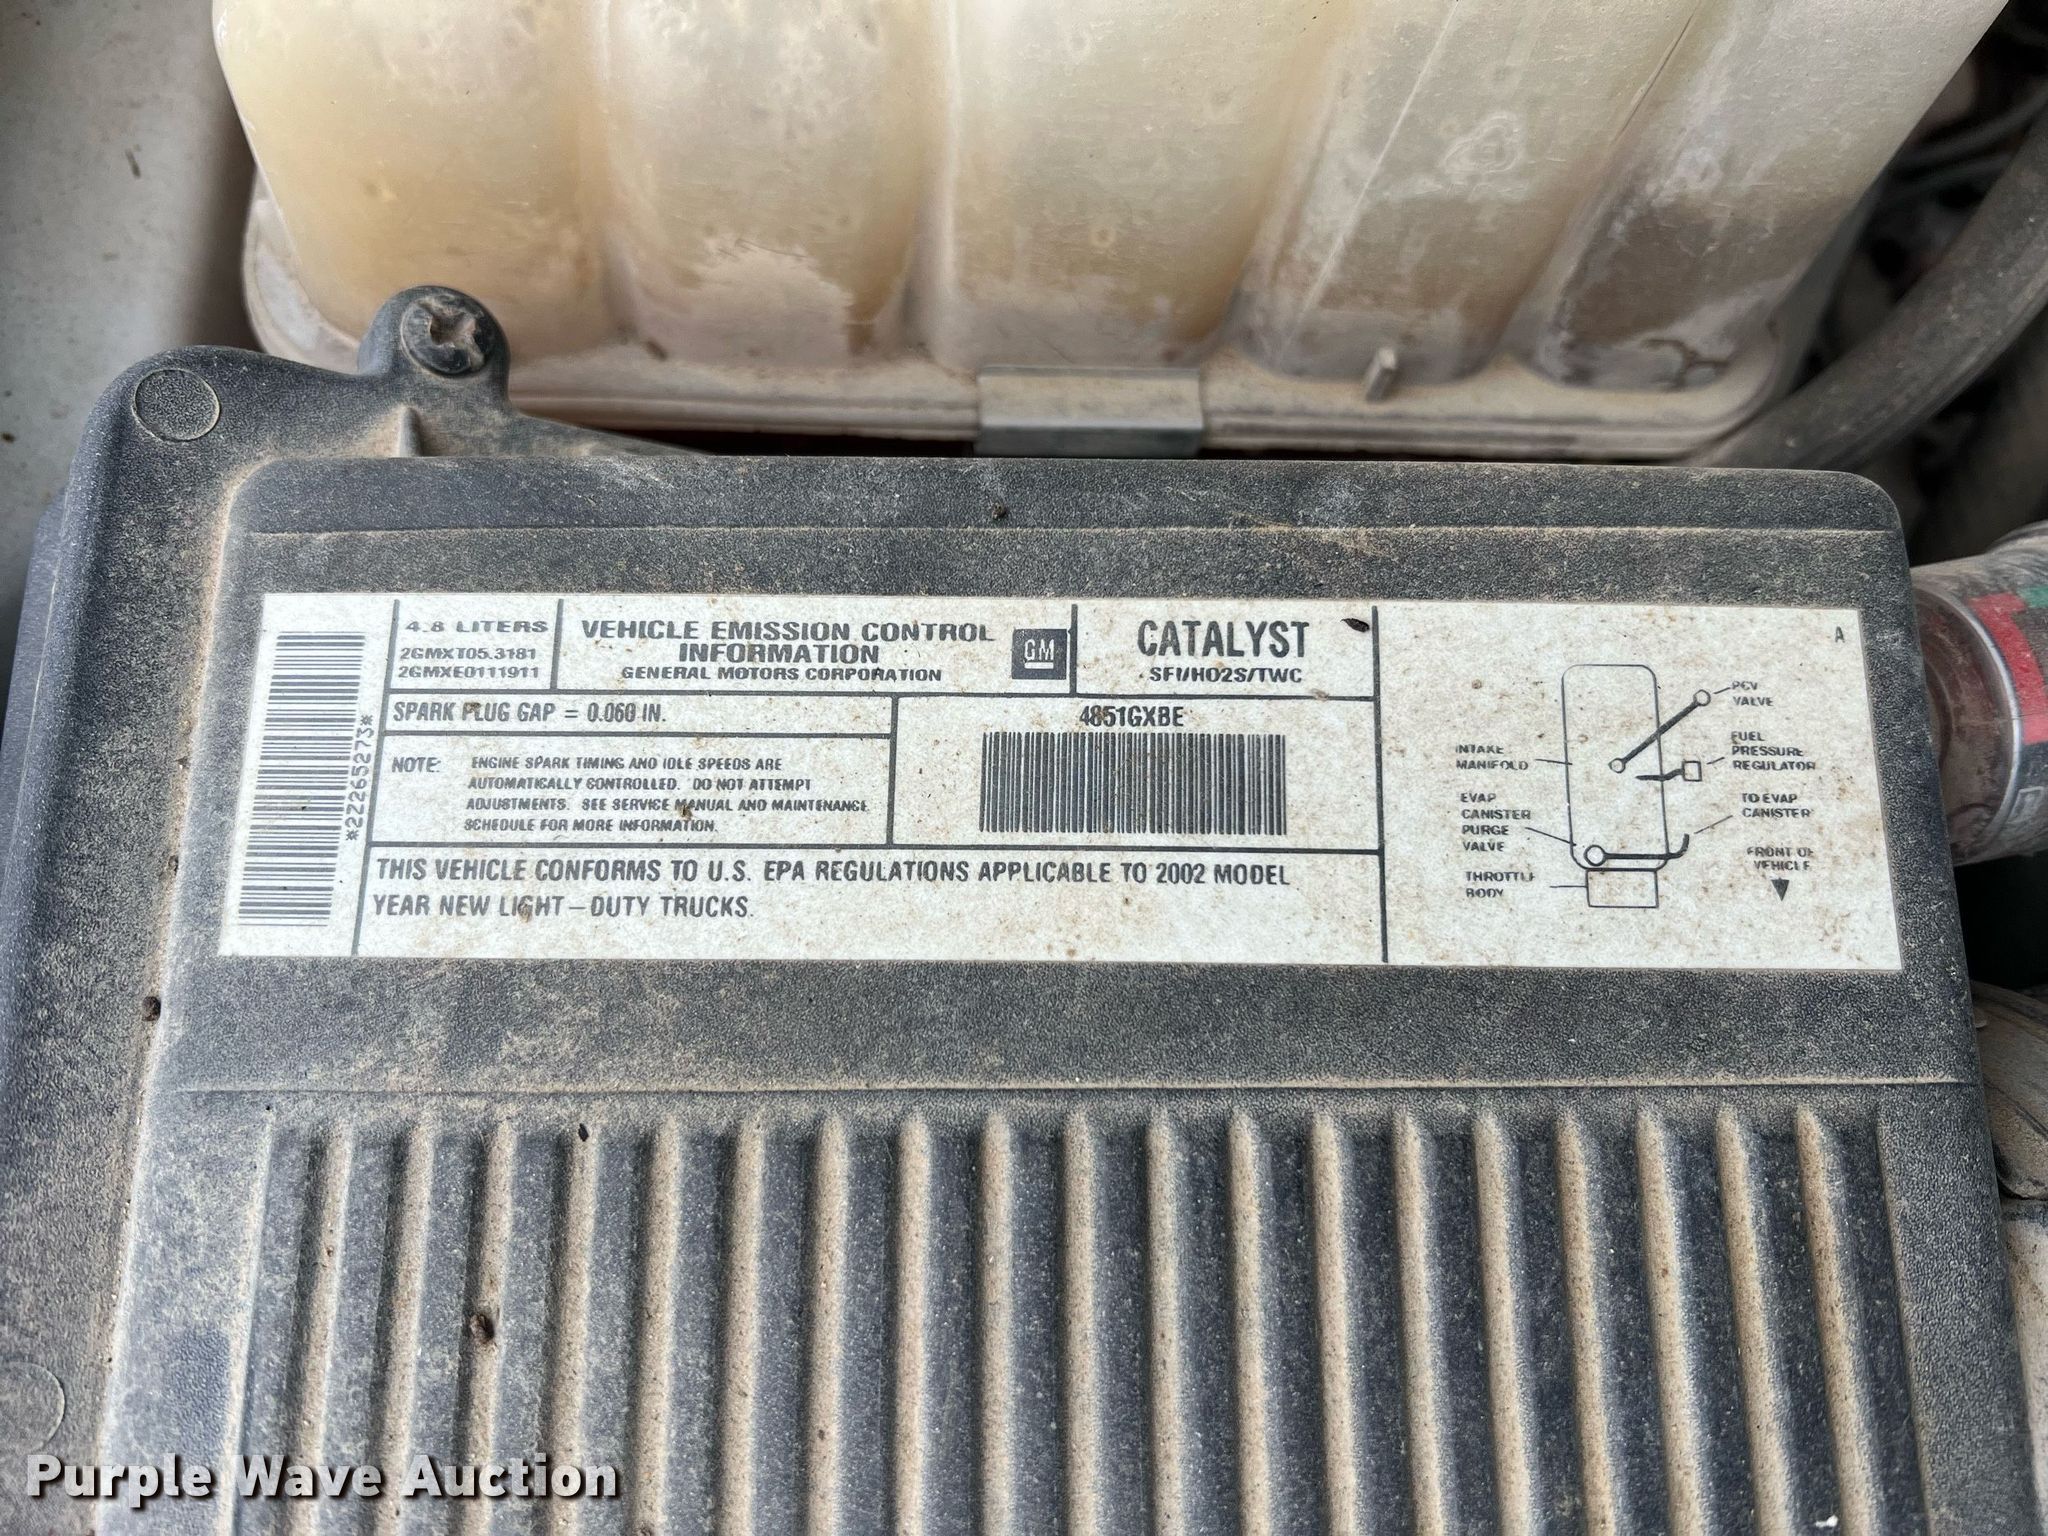 4.8 LITERS
2GMXT05.3181
2GMXE0111911
VEHICLE EMISSION CONTROL
INFORMATION
GENERAL MOTORS CORPORATION
GM
CATALYST
SFI/HO2S/TWC
*222652773*
SPARK PLUG GAP = 0.060 IN.
NOTE: ENGINE SPARK TIMING AND IDLE SPEEDS ARE
AUTOMATICALLY CONTROLLED. DO NOT ATTEMPT
ADJUSTMENTS. SEE SERVICE MANUAL AND MAINTENANCE
SCHEDULE FOR MORE INFORMATION.
4851GXBE
THIS VEHICLE CONFORMS TO U.S. EPA REGULATIONS APPLICABLE TO 2002 MODEL
YEAR NEW LIGHT-DUTY TRUCKS.
A
PCV
VALVE
FUEL
PRESSURE
REGULATOR
INTAKE
MANIFOLD
EVAP
CANISTER
PURGE
VALVE
TO EVAP
CANISTER
THROTTLE
BODY
FRONT OF
VEHICLE
Purple Wave Auction